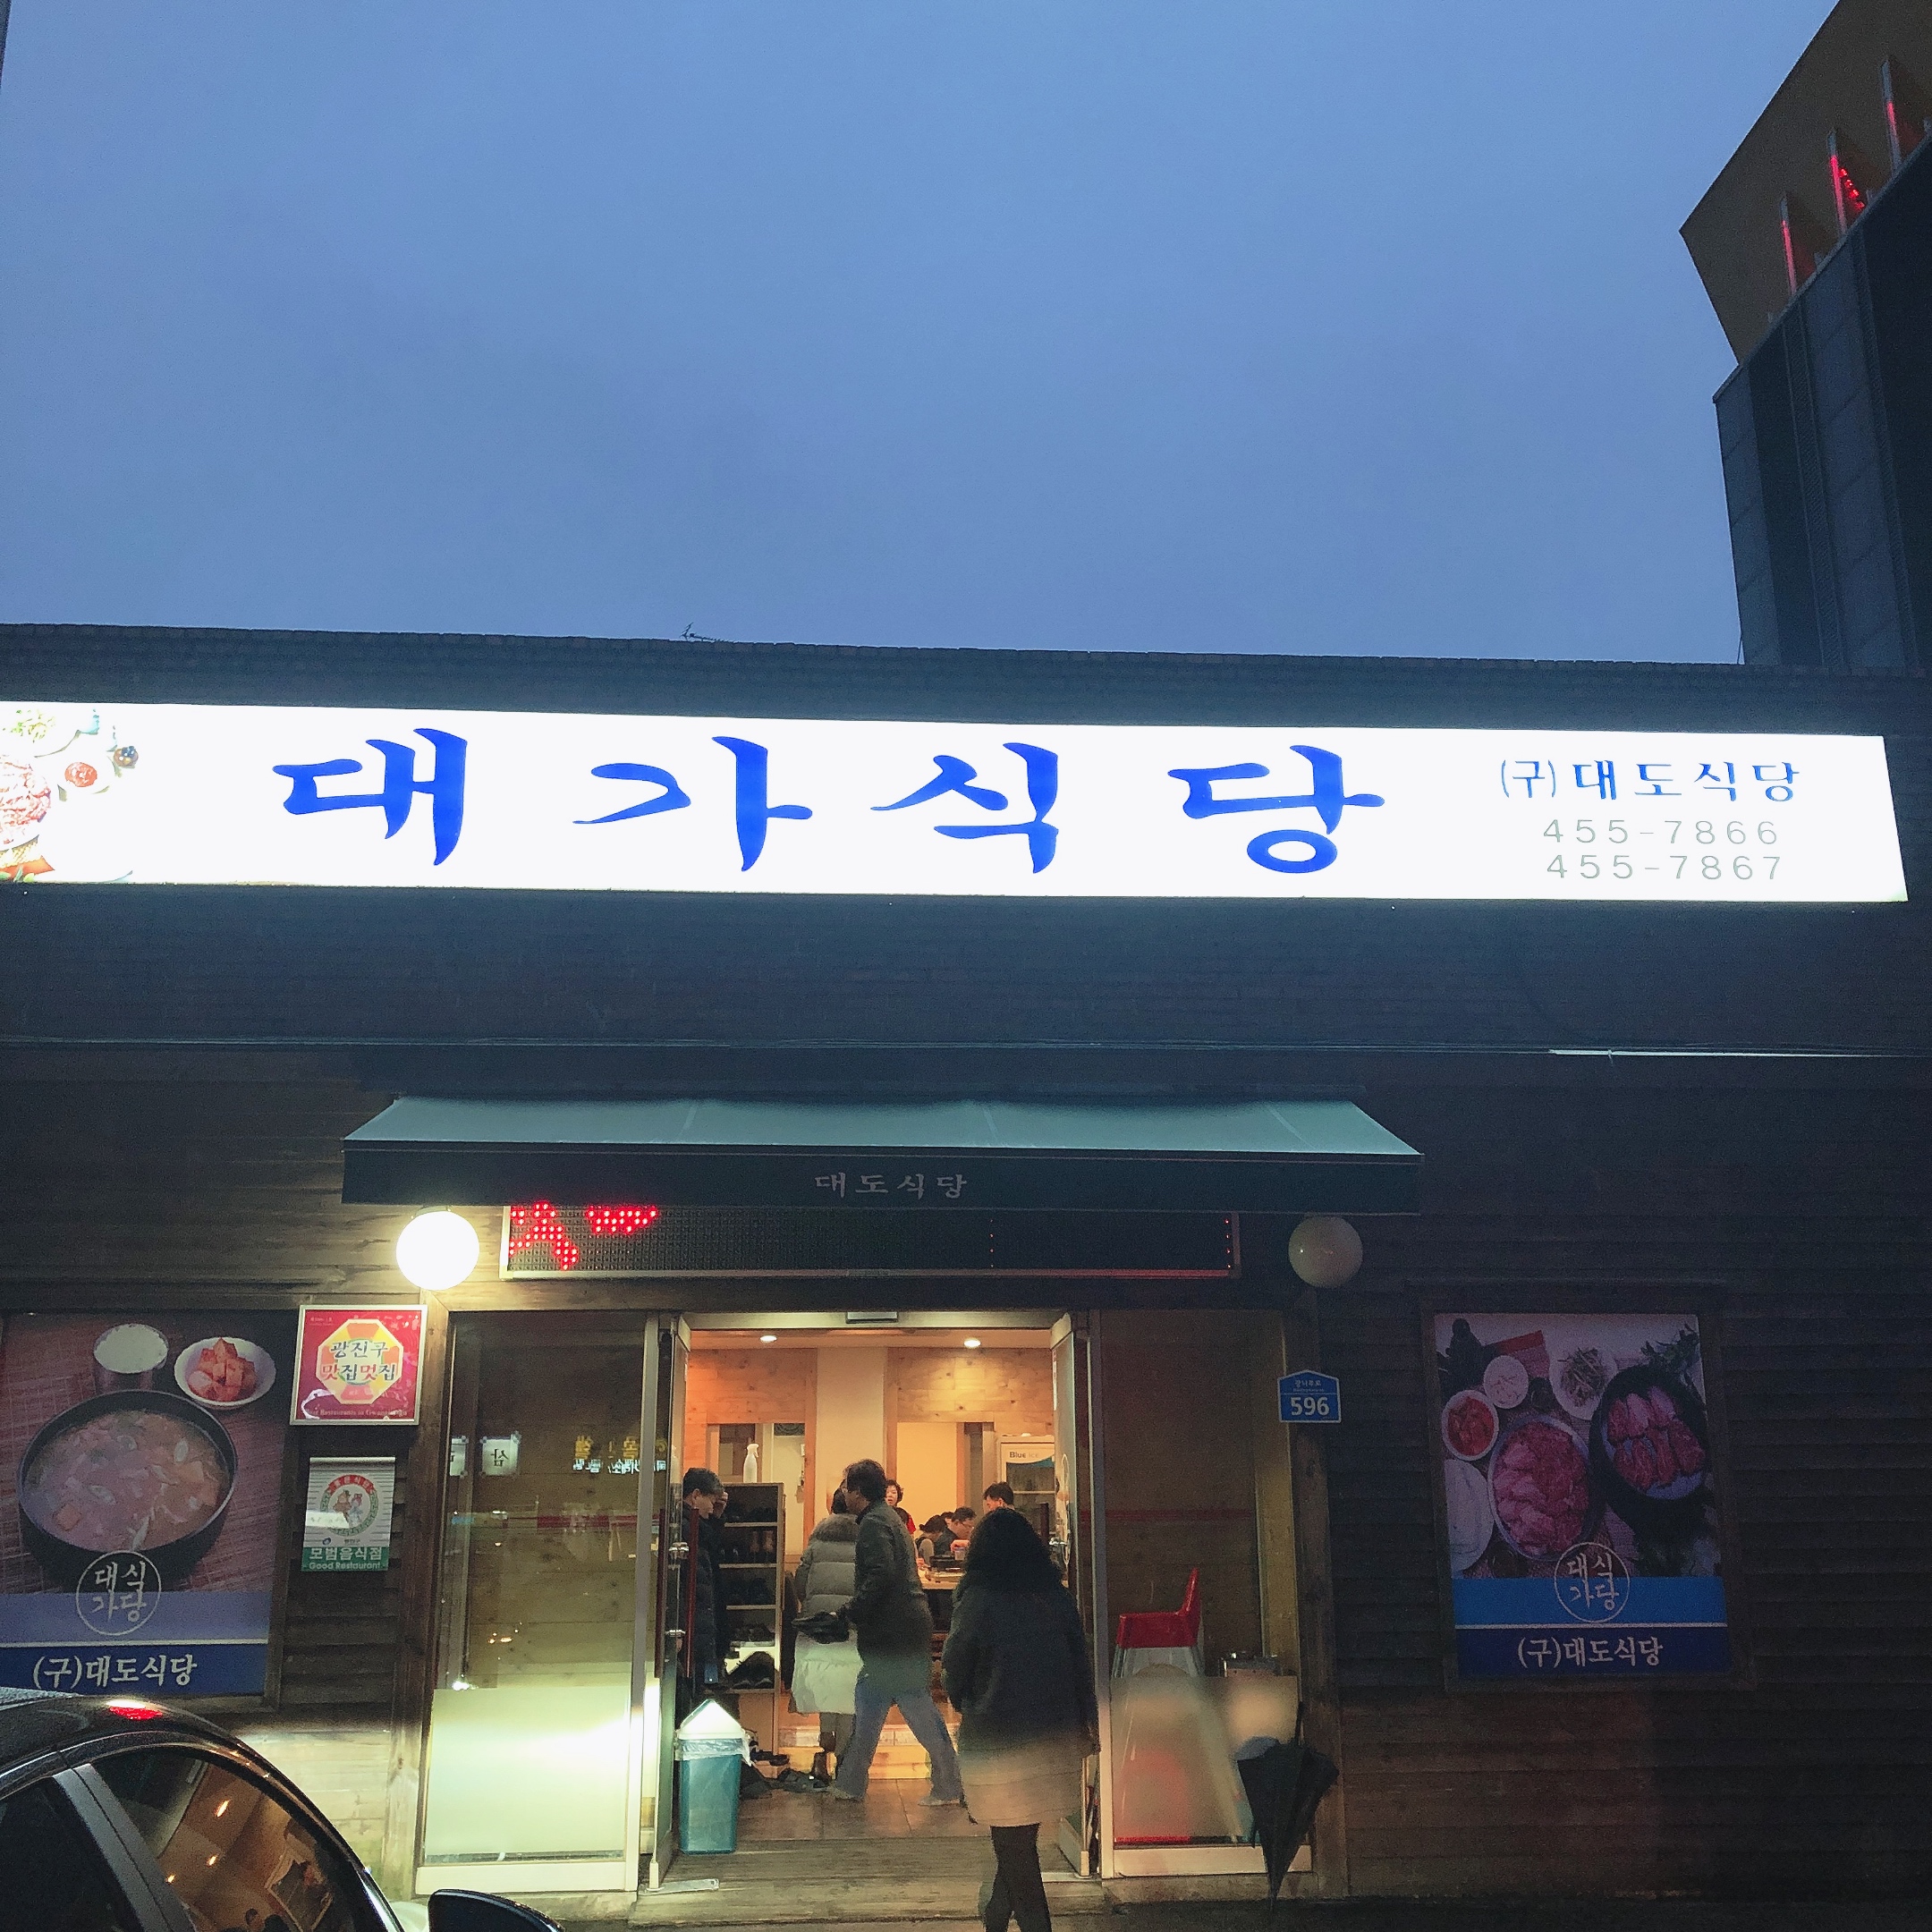 대가식당
(구)대도식당
455-7866
455-7867
대도식당
광진구
맛집멋집
모범음식점
Good Restaurant
대식
가당
(구)대도식당
596
Blue
대식
가당
(구)대도식당